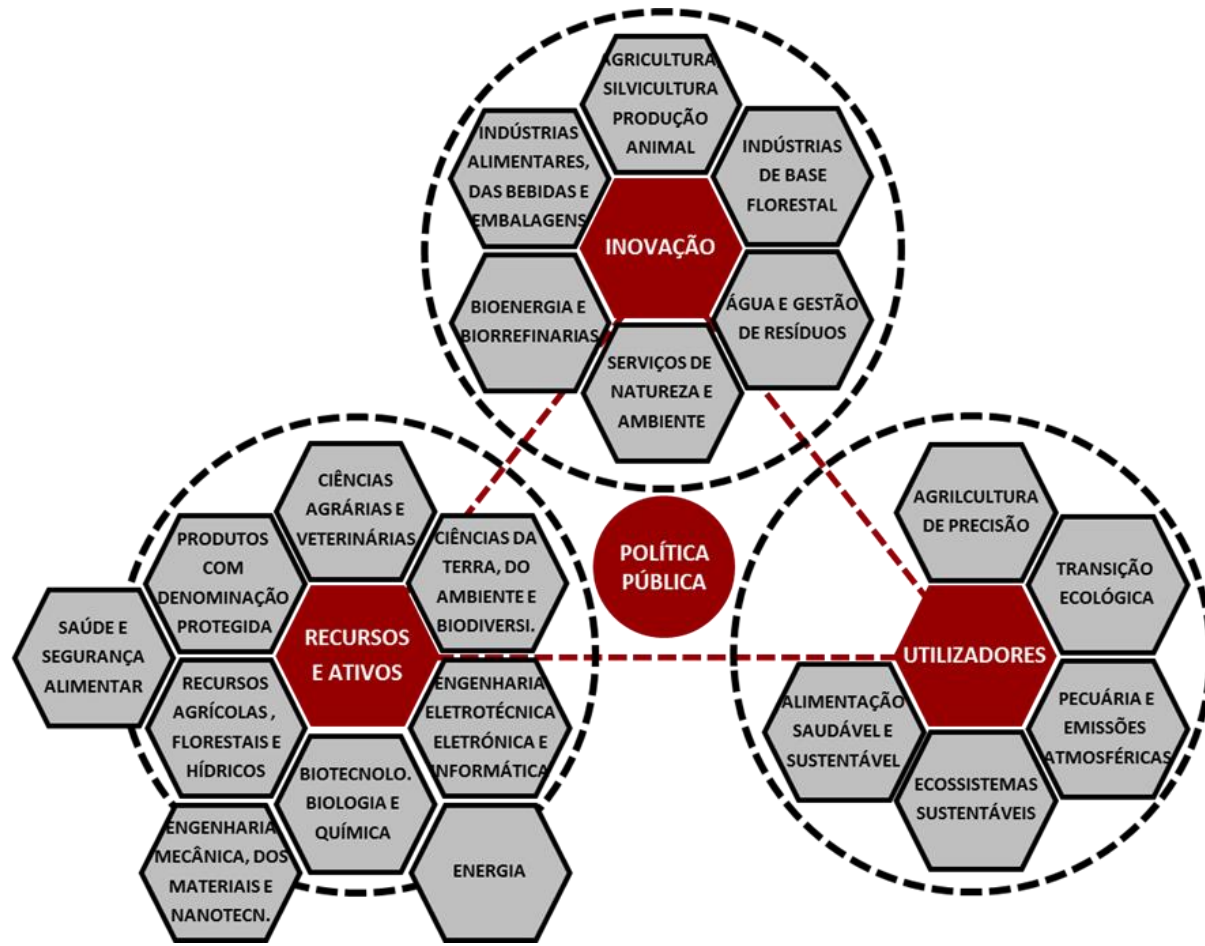 AGRICULTURA,
SILVICULTURA
PRODUÇÃO
ANIMAL
INDÚSTRIAS
ALIMENTARES,
DAS BEBIDAS E
EMBALAGENS
INDÚSTRIAS
DE BASE
FLORESTAL
INOVAÇÃO
BIOENERGIA E
BIORREFINARIAS
ÁGUA E GESTÃO
DE RESÍDUOS
SERVIÇOS DE
NATUREZA E
AMBIENTE
POLÍTICA
PÚBLICA
CIÊNCIAS
AGRÁRIAS E
VETERINÁRIAS
PRODUTOS
COM
DENOMINAÇÃO
PROTEGIDA
CIÊNCIAS DA
TERRA, DO
AMBIENTE E
BIODIVERSI.
SAÚDE E
SEGURANÇA
ALIMENTAR
RECURSOS
E ATIVOS
RECURSOS
AGRÍCOLAS ,
FLORESTAIS E
HÍDRICOS
ENGENHARIA
ELETROTÉCNICA
ELETRÓNICA E
INFORMÁTICA
BIOTECNOLO.
BIOLOGIA E
QUÍMICA
ENGENHARIA
MECÂNICA, DOS
MATERIAIS E
NANOTECN.
ENERGIA
AGRILCULTURA
DE PRECISÃO
TRANSIÇÃO
ECOLÓGICA
UTILIZADORES
ALIMENTAÇÃO
SAUDÁVEL E
SUSTENTÁVEL
PECUÁRIA E
EMISSÕES
ATMOSFÉRICAS
ECOSSISTEMAS
SUSTENTÁVEIS